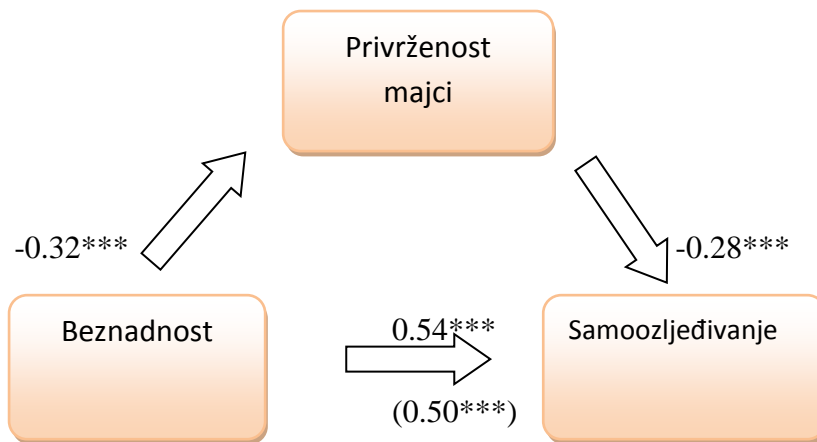 Privrženost
majci
-0.32***
-0.28***
Beznadnost
0.54***
Samoozljeđivanje
(0.50***)